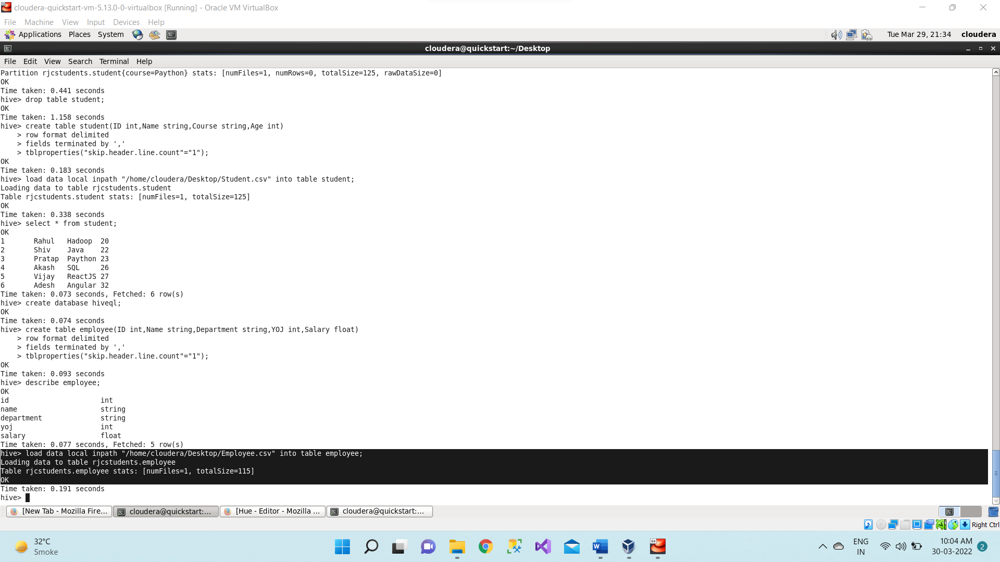 cloudera-quickstart-vm-5.13.0-0-virtualbox [Running] - Oracle VM VirtualBox
File Machine View Input Devices Help
Applications Places System Tue Mar 29, 21:34 cloudera
cloudera@quickstart:~/Desktop
File Edit View Search Terminal Help
Partition rjcstudents.student{course=Paython} stats: [numFiles=1, numRows=0, totalSize=125, rawDataSize=0]
OK
Time taken: 0.441 seconds
hive> drop table student;
OK
Time taken: 1.158 seconds
hive> create table student(ID int,Name string,Course string,Age int)
    > row format delimited
    > fields terminated by ','
    > tblproperties("skip.header.line.count"="1");
OK
Time taken: 0.183 seconds
hive> load data local inpath "/home/cloudera/Desktop/Student.csv" into table student;
Loading data to table rjcstudents.student
Table rjcstudents.student stats: [numFiles=1, totalSize=125]
OK
Time taken: 0.338 seconds
hive> select * from student;
OK
1       Rahul   Hadoop  20
2       Shiv    Java    22
3       Pratap  Paython 23
4       Akash   SQL     26
5       Vijay   ReactJS 27
6       Adesh   Angular 32
Time taken: 0.073 seconds, Fetched: 6 row(s)
hive> create database hiveql;
OK
Time taken: 0.074 seconds
hive> create table employee(ID int,Name string,Department string,YOJ int,Salary float)
    > row format delimited
    > fields terminated by ','
    > tblproperties("skip.header.line.count"="1");
OK
Time taken: 0.093 seconds
hive> describe employee;
OK
id                      int
name                    string
department              string
yoj                     int
salary                  float
Time taken: 0.077 seconds, Fetched: 5 row(s)
hive> load data local inpath "/home/cloudera/Desktop/Employee.csv" into table employee;
Loading data to table rjcstudents.employee
Table rjcstudents.employee stats: [numFiles=1, totalSize=115]
OK
Time taken: 0.191 seconds
hive>
[New Tab - Mozilla Fire... cloudera@quickstart:... [Hue - Editor - Mozilla ... cloudera@quickstart:...
Right Ctrl
32°C
Smoke
64
ENG
IN
10:04 AM
30-03-2022
2